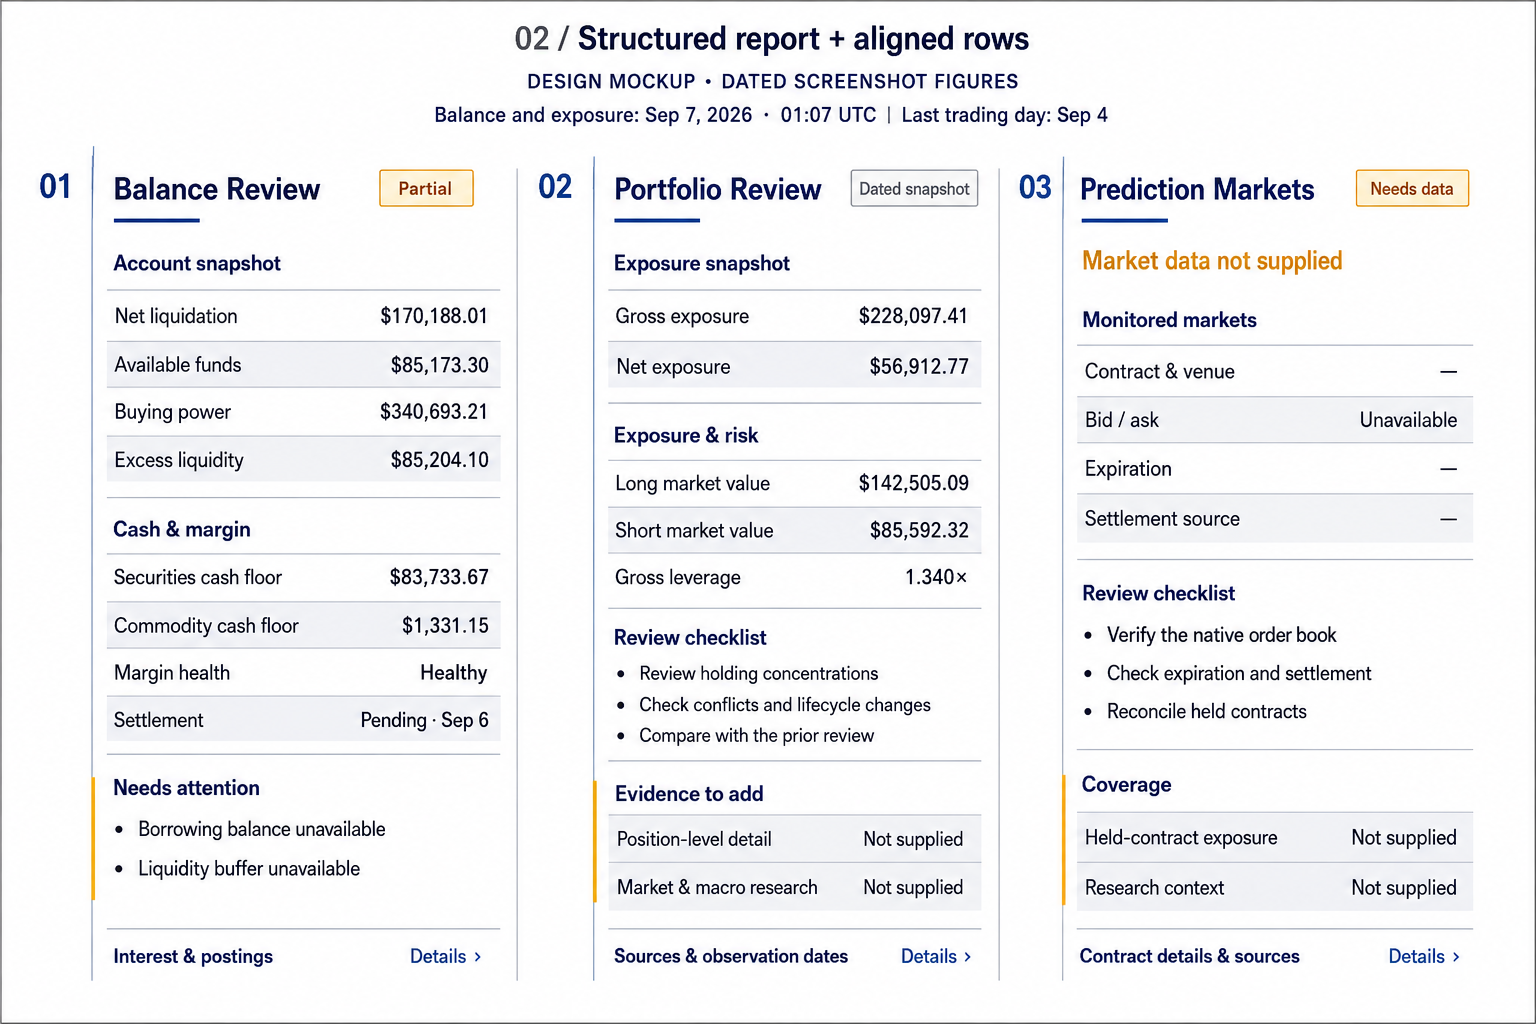 02 / Structured report + aligned rows
DESIGN MOCKUP • DATED SCREENSHOT FIGURES
Balance and exposure: Sep 7, 2026 · 01:07 UTC | Last trading day: Sep 4
01 Balance Review Partial
Account snapshot
Net liquidation $170,188.01
Available funds $85,173.30
Buying power $340,693.21
Excess liquidity $85,204.10
Cash & margin
Securities cash floor $83,733.67
Commodity cash floor $1,331.15
Margin health Healthy
Settlement Pending · Sep 6
Needs attention
• Borrowing balance unavailable
• Liquidity buffer unavailable
Interest & postings Details ›
02 Portfolio Review Dated snapshot
Exposure snapshot
Gross exposure $228,097.41
Net exposure $56,912.77
Exposure & risk
Long market value $142,505.09
Short market value $85,592.32
Gross leverage 1.340×
Review checklist
• Review holding concentrations
• Check conflicts and lifecycle changes
• Compare with the prior review
Evidence to add
Position-level detail Not supplied
Market & macro research Not supplied
Sources & observation dates Details ›
03 Prediction Markets Needs data
Market data not supplied
Monitored markets
Contract & venue —
Bid / ask Unavailable
Expiration —
Settlement source —
Review checklist
• Verify the native order book
• Check expiration and settlement
• Reconcile held contracts
Coverage
Held-contract exposure Not supplied
Research context Not supplied
Contract details & sources Details ›